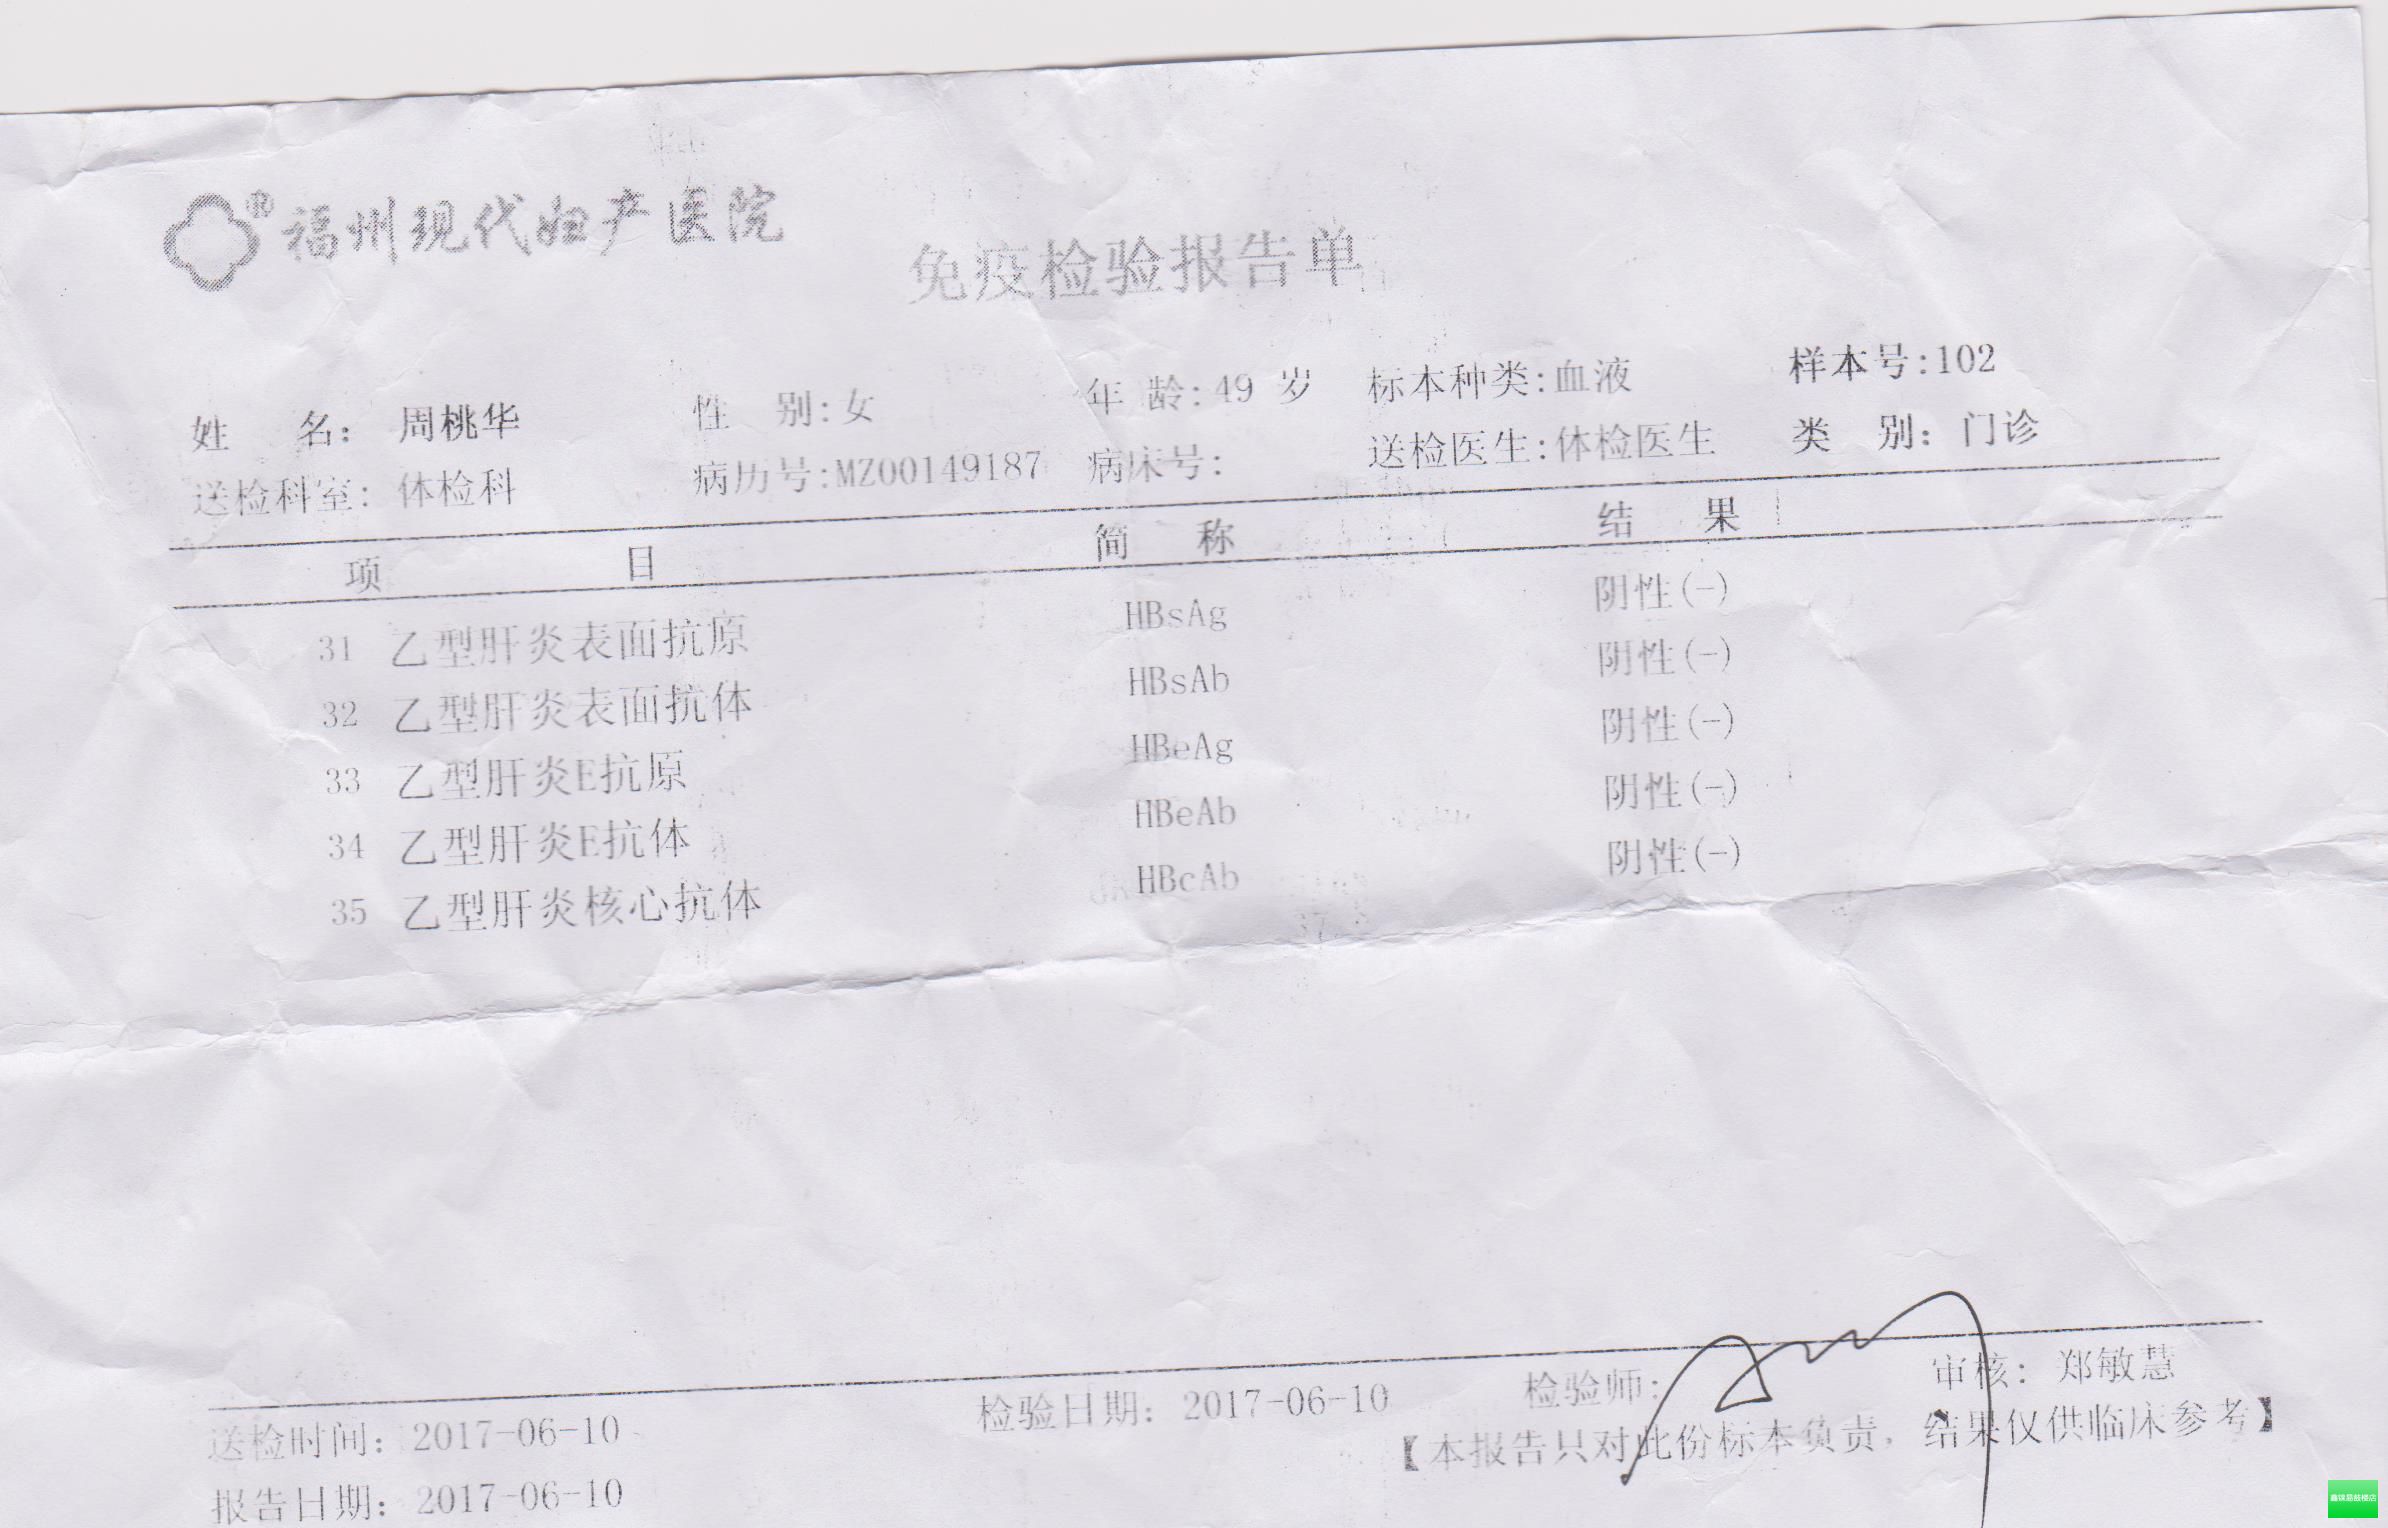 ® 福州现代妇产医院
免疫检验报告单
姓 名： 周桃华 性 别:女 年 龄:49 岁 标本种类:血液 样本号:102
送检科室: 体检科 病历号:MZ00149187 病床号: 送检医生:体检医生 类 别: 门诊
项 目 简 称 结 果
31 乙型肝炎表面抗原 HBsAg 阴性(-)
32 乙型肝炎表面抗体 HBsAb 阴性(-)
33 乙型肝炎E抗原 HBeAg 阴性(-)
34 乙型肝炎E抗体 HBeAb 阴性(-)
35 乙型肝炎核心抗体 HBcAb 阴性(-)
送检时间: 2017-06-10 检验日期: 2017-06-10 检验师: 审核: 郑敏慧
报告日期: 2017-06-10 【本报告只对此份标本负责，结果仅供临床参考】